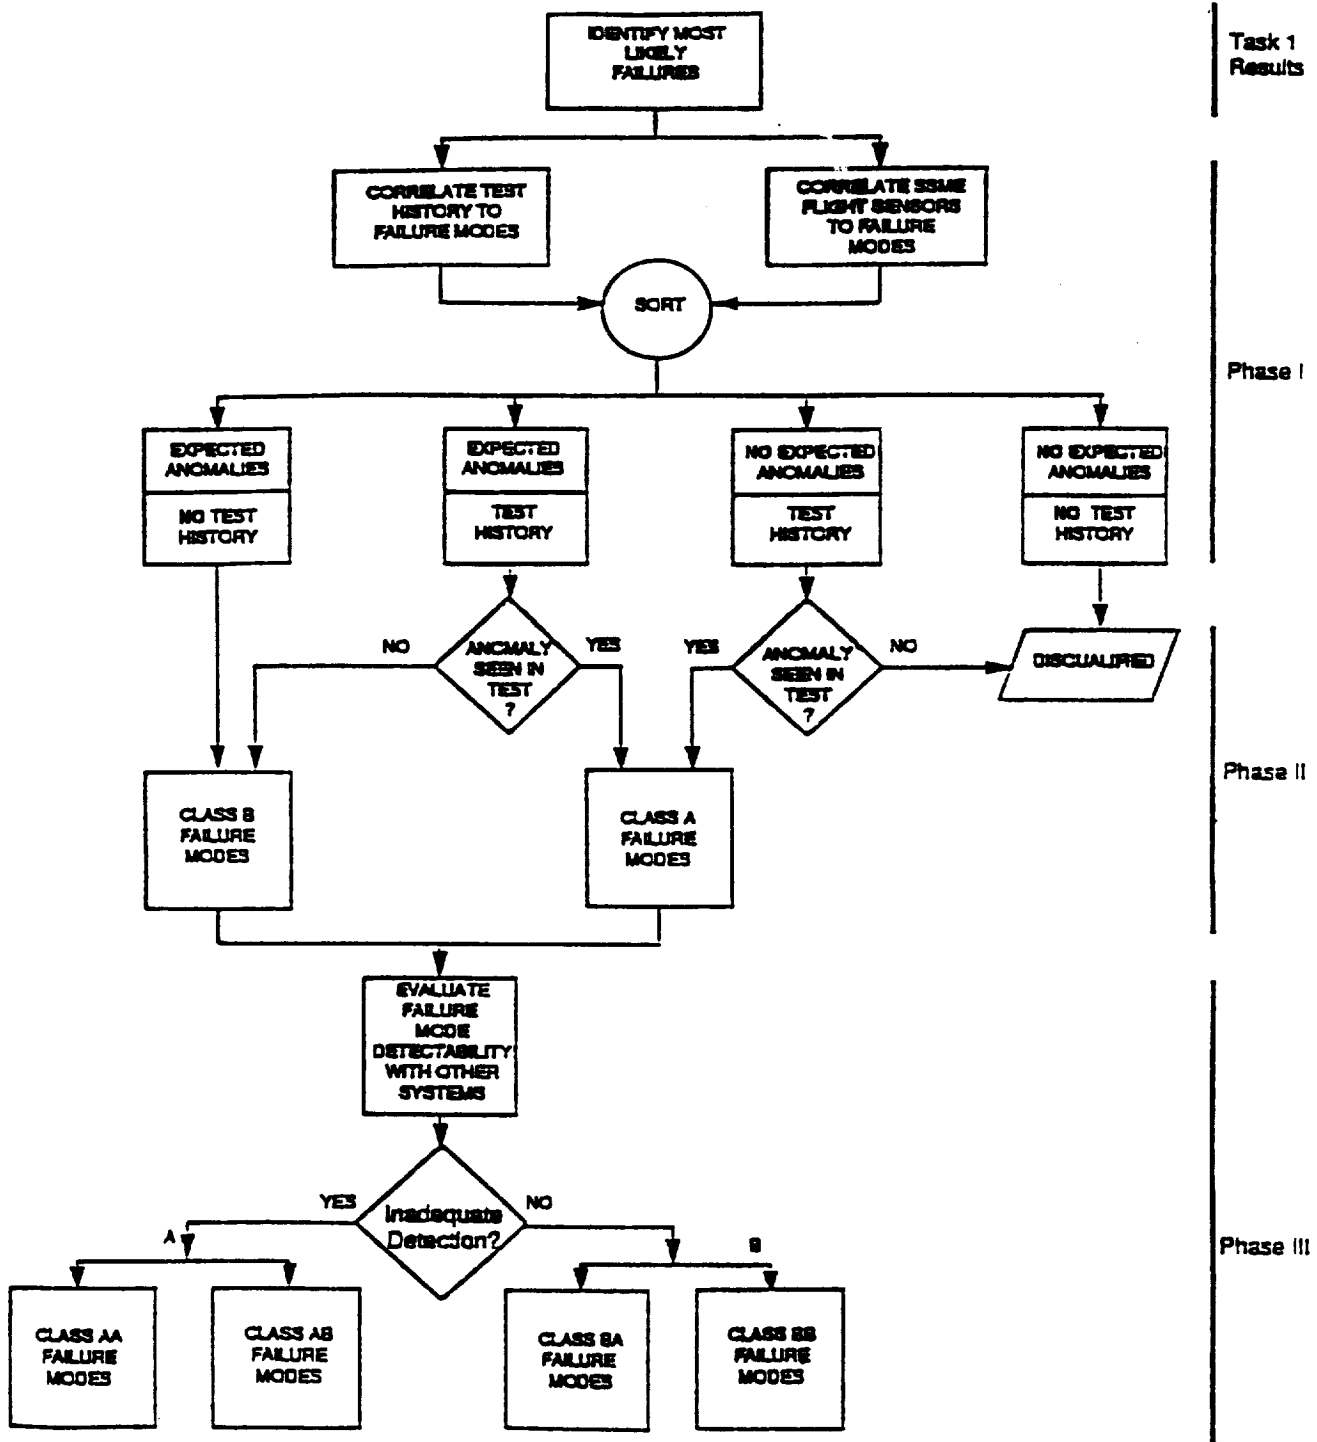 IDENTIFY MOST
LIKELY
FAILURES
Task 1
Results
CORRELATE TEST
HISTORY TO
FAILURE MODES
CORRELATE SSME
FLIGHT SENSORS
TO FAILURE
MODES
SORT
Phase I
EXPECTED
ANOMALIES
NO TEST
HISTORY
EXPECTED
ANOMALIES
TEST
HISTORY
NO EXPECTED
ANOMALIES
TEST
HISTORY
NO EXPECTED
ANOMALIES
NO TEST
HISTORY
NO
ANOMALY
SEEN IN
TEST
?
YES
YES
ANOMALY
SEEN IN
TEST
?
NO
DISQUALIFIED
Phase II
CLASS B
FAILURE
MODES
CLASS A
FAILURE
MODES
EVALUATE
FAILURE
MODE
DETECTABILITY
WITH OTHER
SYSTEMS
YES
Inadequate
Detection?
NO
A
B
Phase III
CLASS AA
FAILURE
MODES
CLASS AB
FAILURE
MODES
CLASS BA
FAILURE
MODES
CLASS BB
FAILURE
MODES